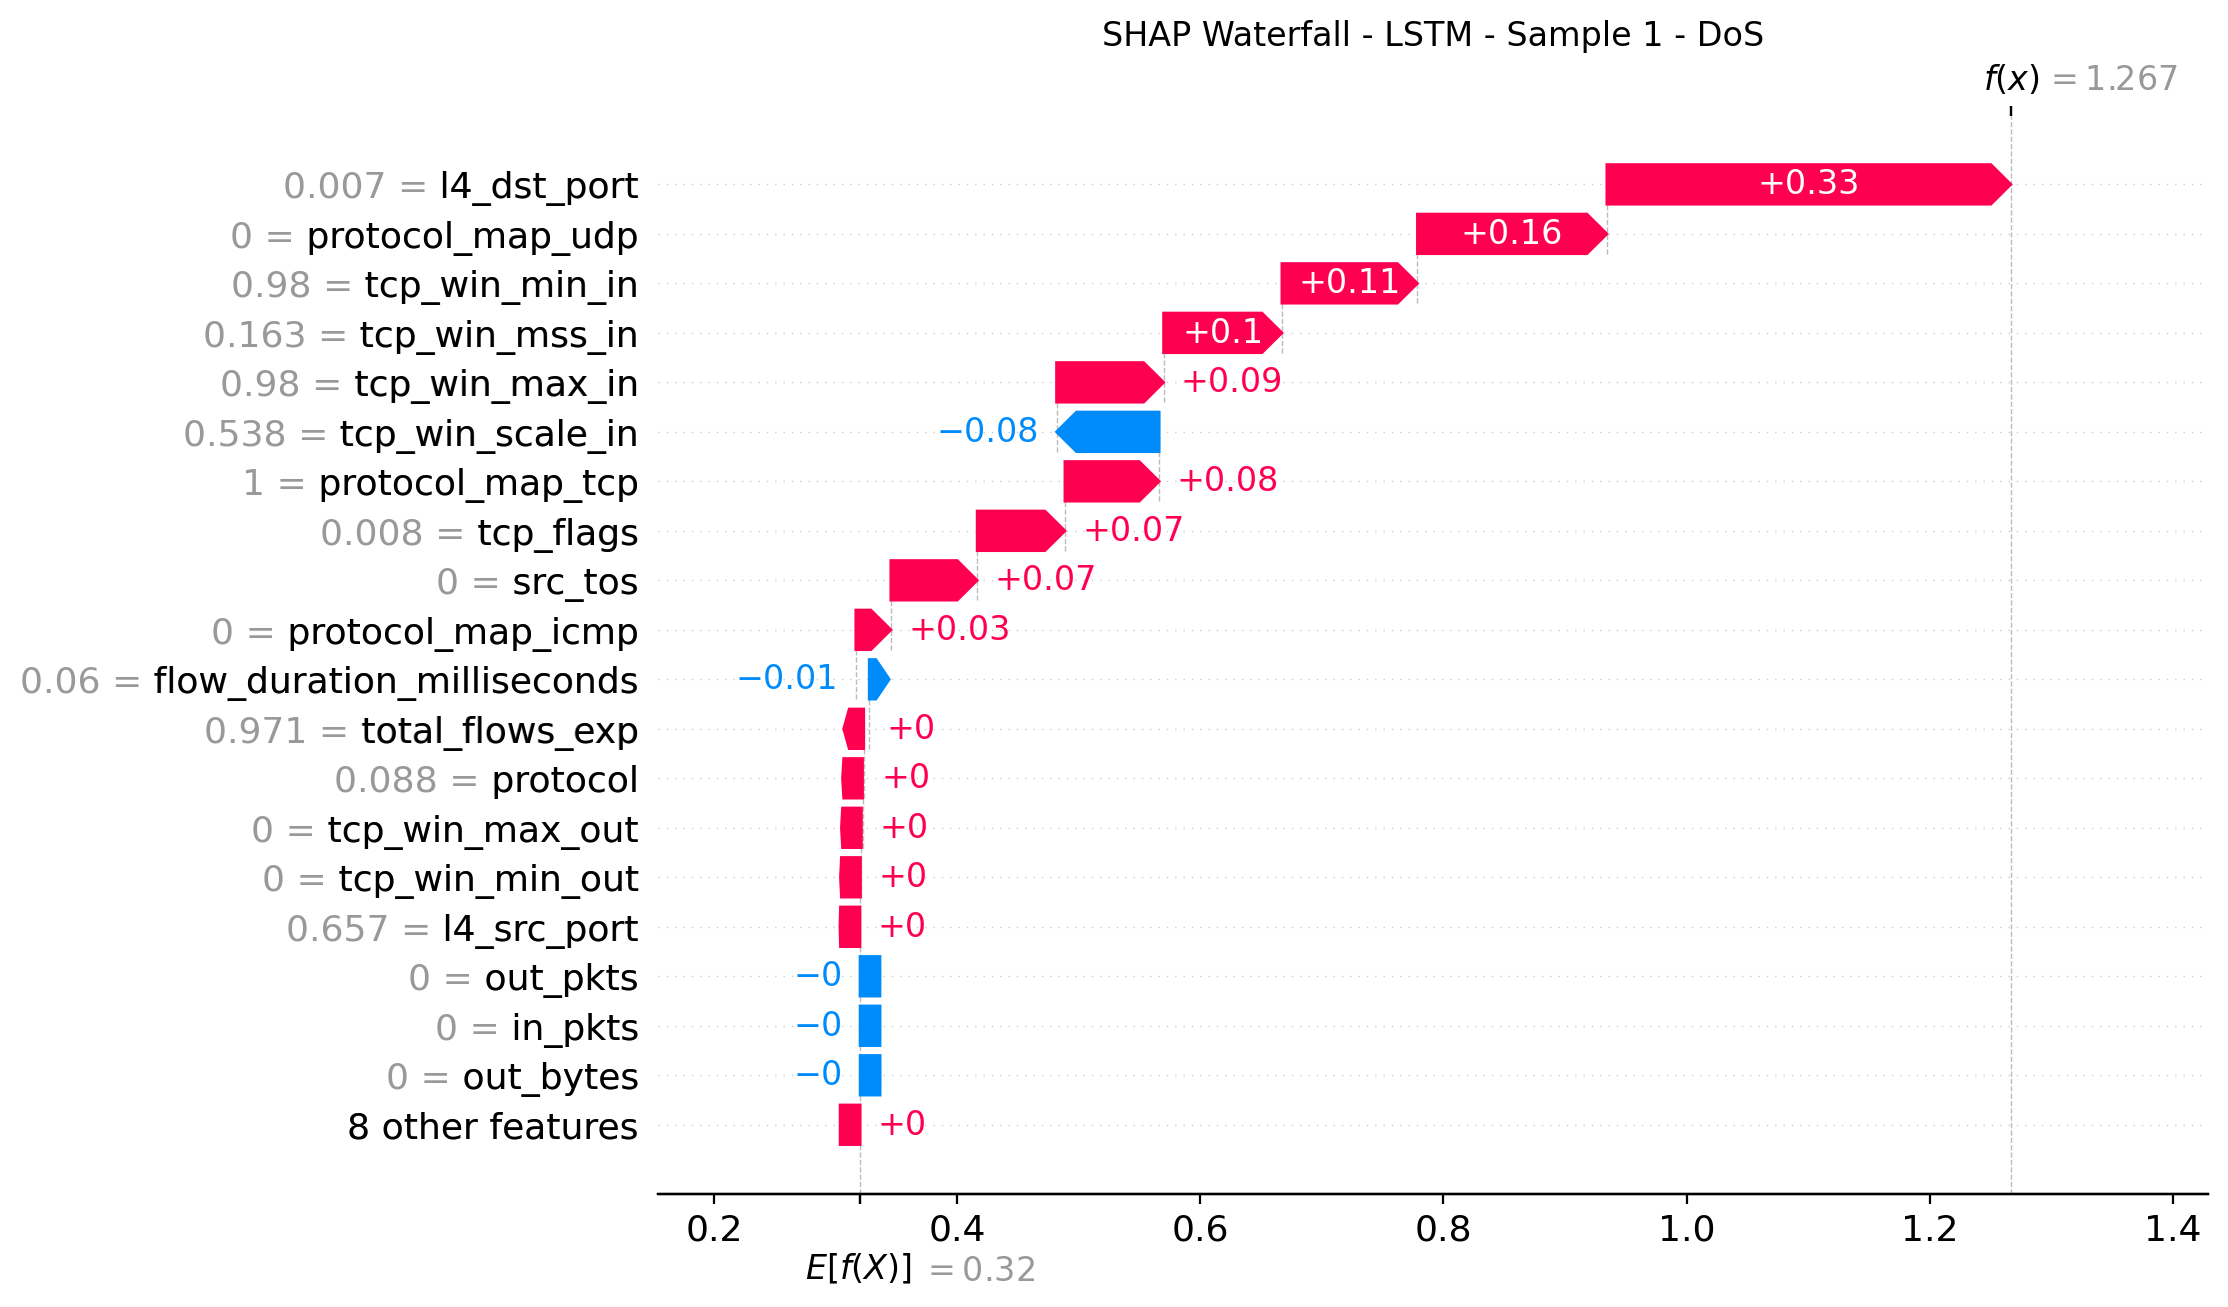 SHAP Waterfall - LSTM - Sample 1 - DoS
f(x) = 1.267
0.007 = l4_dst_port +0.33
0 = protocol_map_udp +0.16
0.98 = tcp_win_min_in +0.11
0.163 = tcp_win_mss_in +0.1
0.98 = tcp_win_max_in +0.09
0.538 = tcp_win_scale_in −0.08
1 = protocol_map_tcp +0.08
0.008 = tcp_flags +0.07
0 = src_tos +0.07
0 = protocol_map_icmp +0.03
0.06 = flow_duration_milliseconds −0.01
0.971 = total_flows_exp +0
0.088 = protocol +0
0 = tcp_win_max_out +0
0 = tcp_win_min_out +0
0.657 = l4_src_port +0
0 = out_pkts −0
0 = in_pkts −0
0 = out_bytes −0
8 other features +0
0.2 0.4 0.6 0.8 1.0 1.2 1.4
E[f(X)] = 0.32